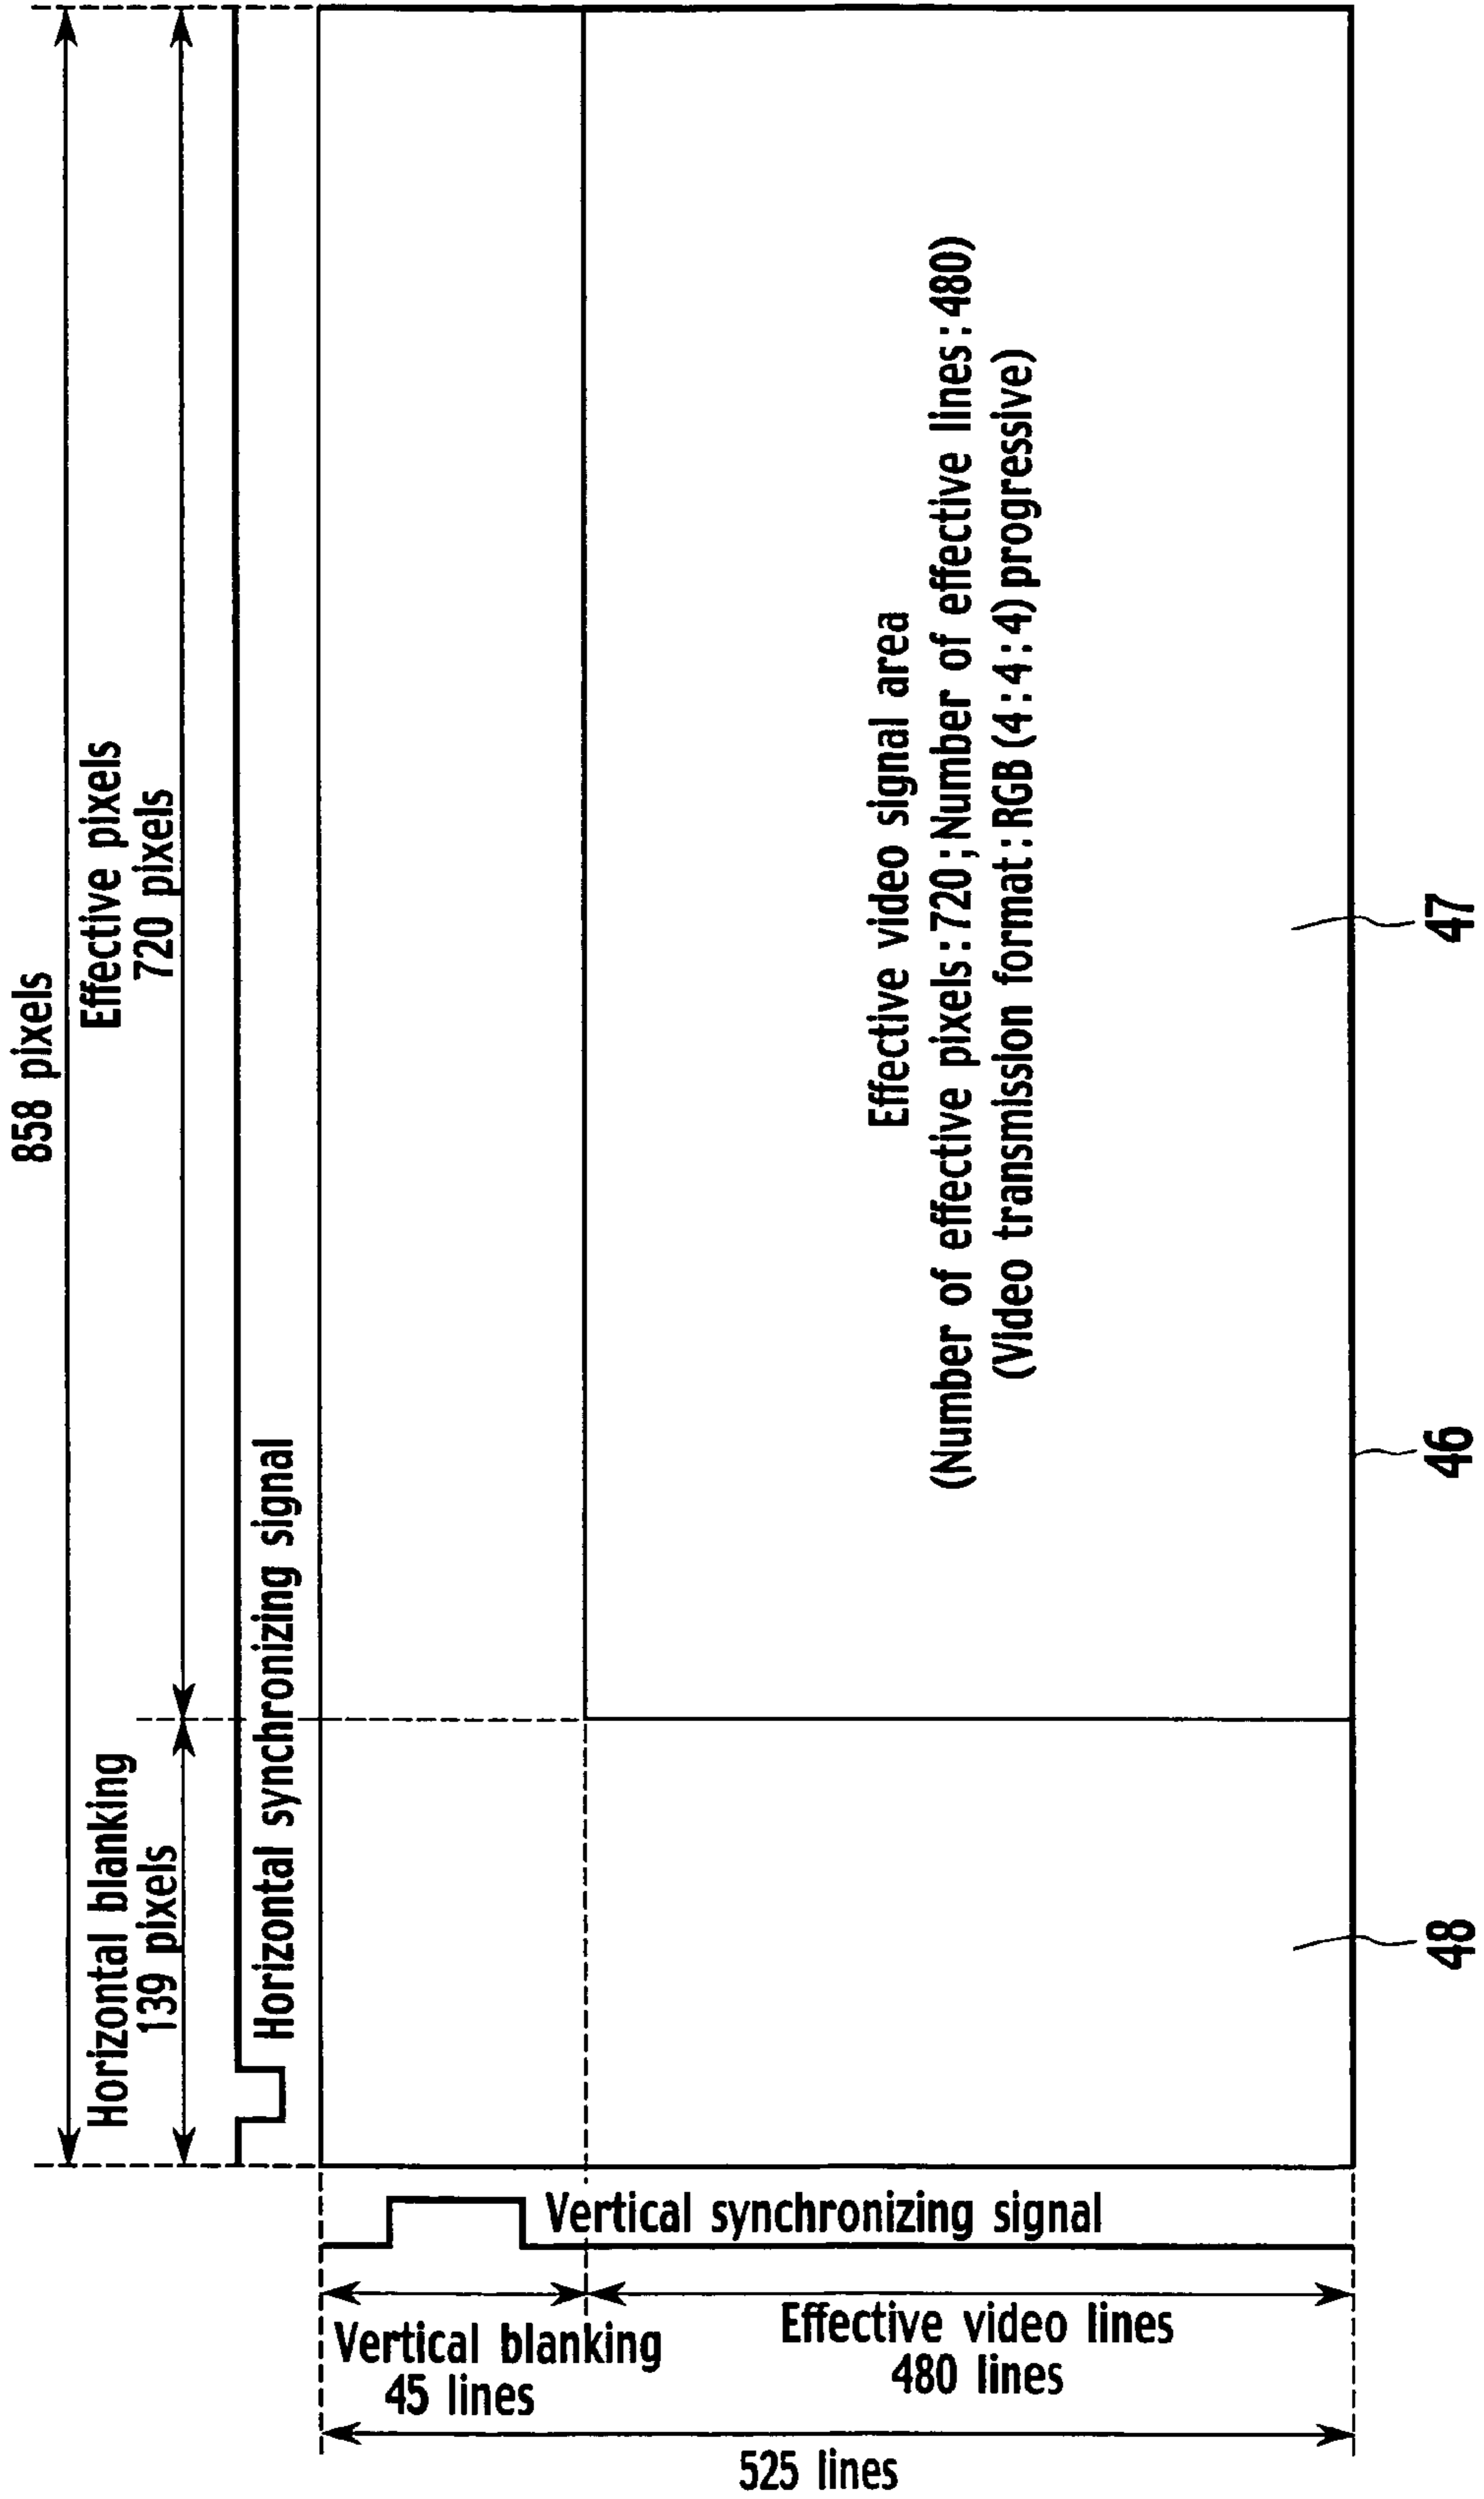 858 pixels
Horizontal blanking
139 pixels
Effective pixels
720 pixels
Horizontal synchronizing signal
Effective video signal area
(Number of effective pixels:720;Number of effective lines:480)
(Video transmission format:RGB(4:4:4)progressive)
48
46
47
Vertical synchronizing signal
Vertical blanking
45 lines
Effective video lines
480 lines
525 lines